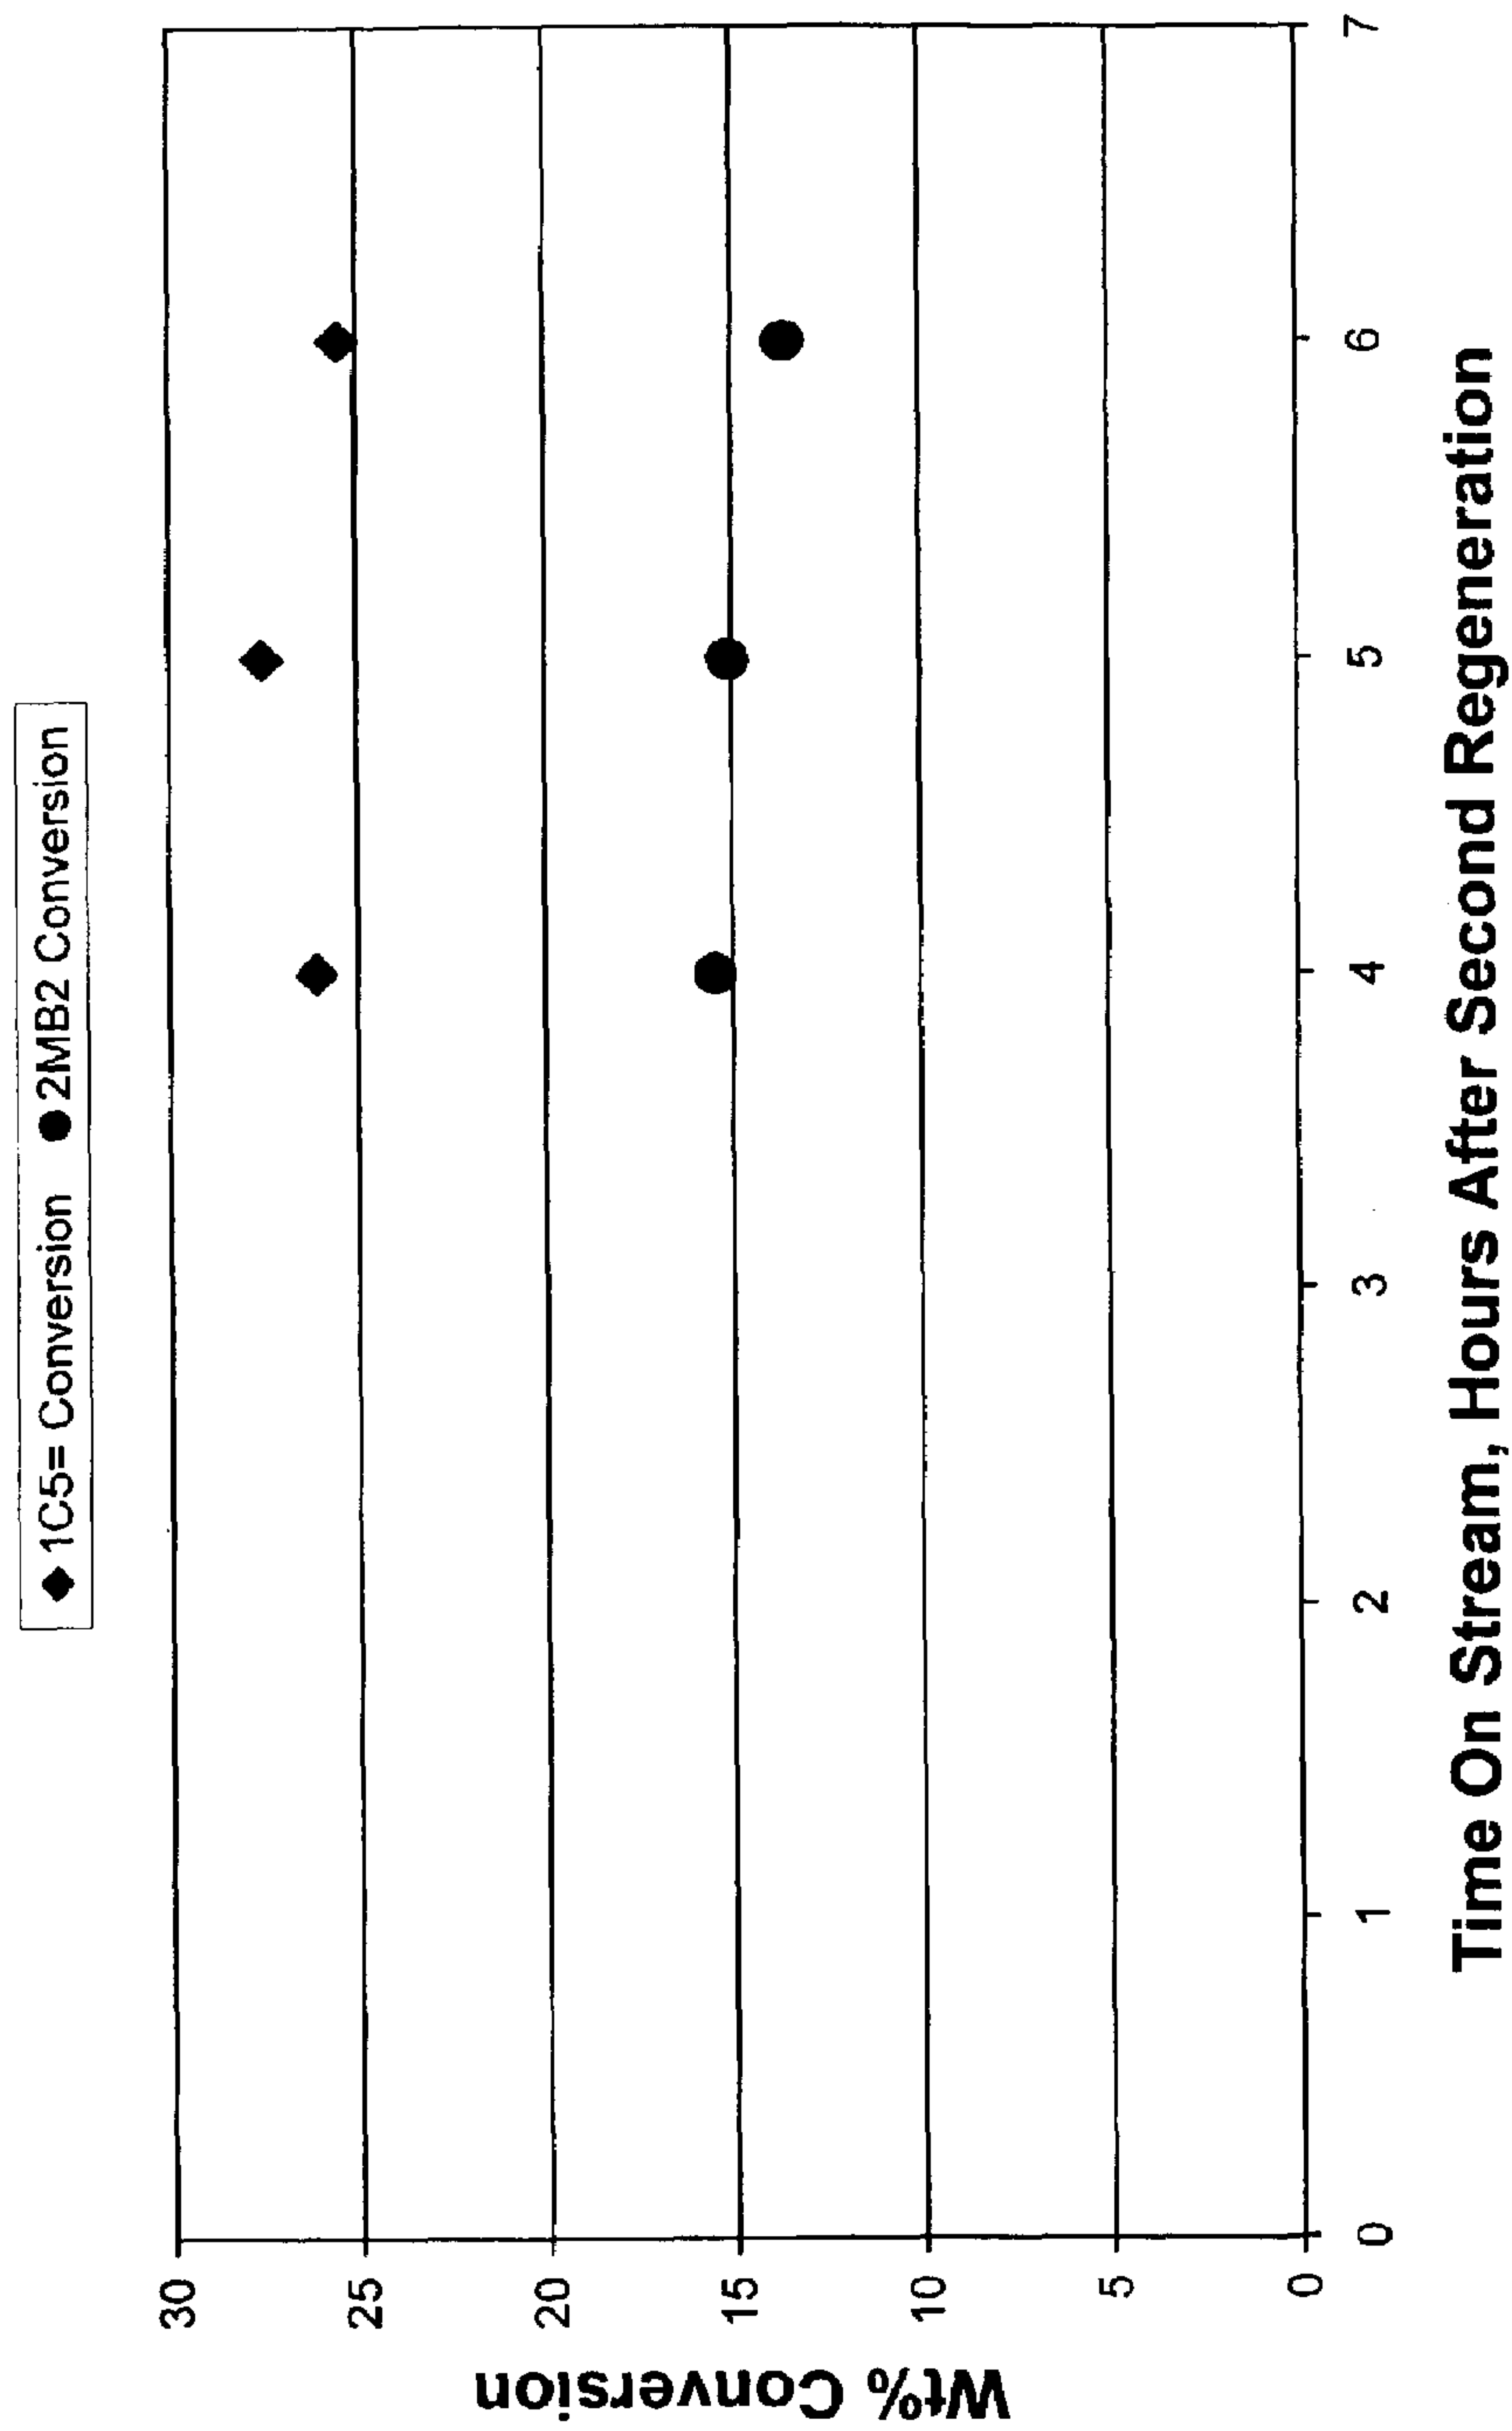 1C5= Conversion 2MB2 Conversion
Wt% Conversion
30
25
20
15
10
5
0
0 1 2 3 4 5 6 7
Time On Stream, Hours After Second Regeneration